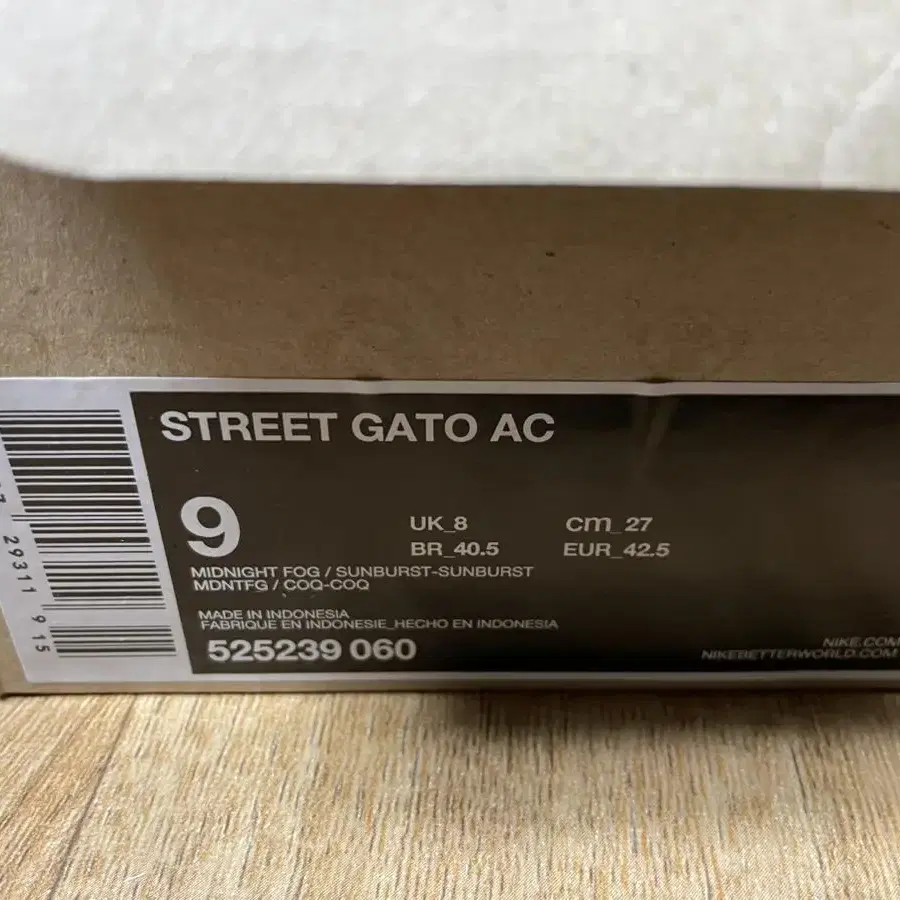 STREET GATO AC
9
UK_8
cm_27
BR_40.5
EUR_42.5
MIDNIGHT FOG / SUNBURST-SUNBURST
MDNTFG / COQ-COQ
MADE IN INDONESIA
FABRIQUE EN INDONESIE_HECHO EN INDONESIA
525239 060
NIKE.COM
NIKEBETTERWORLD.COM
29311 915